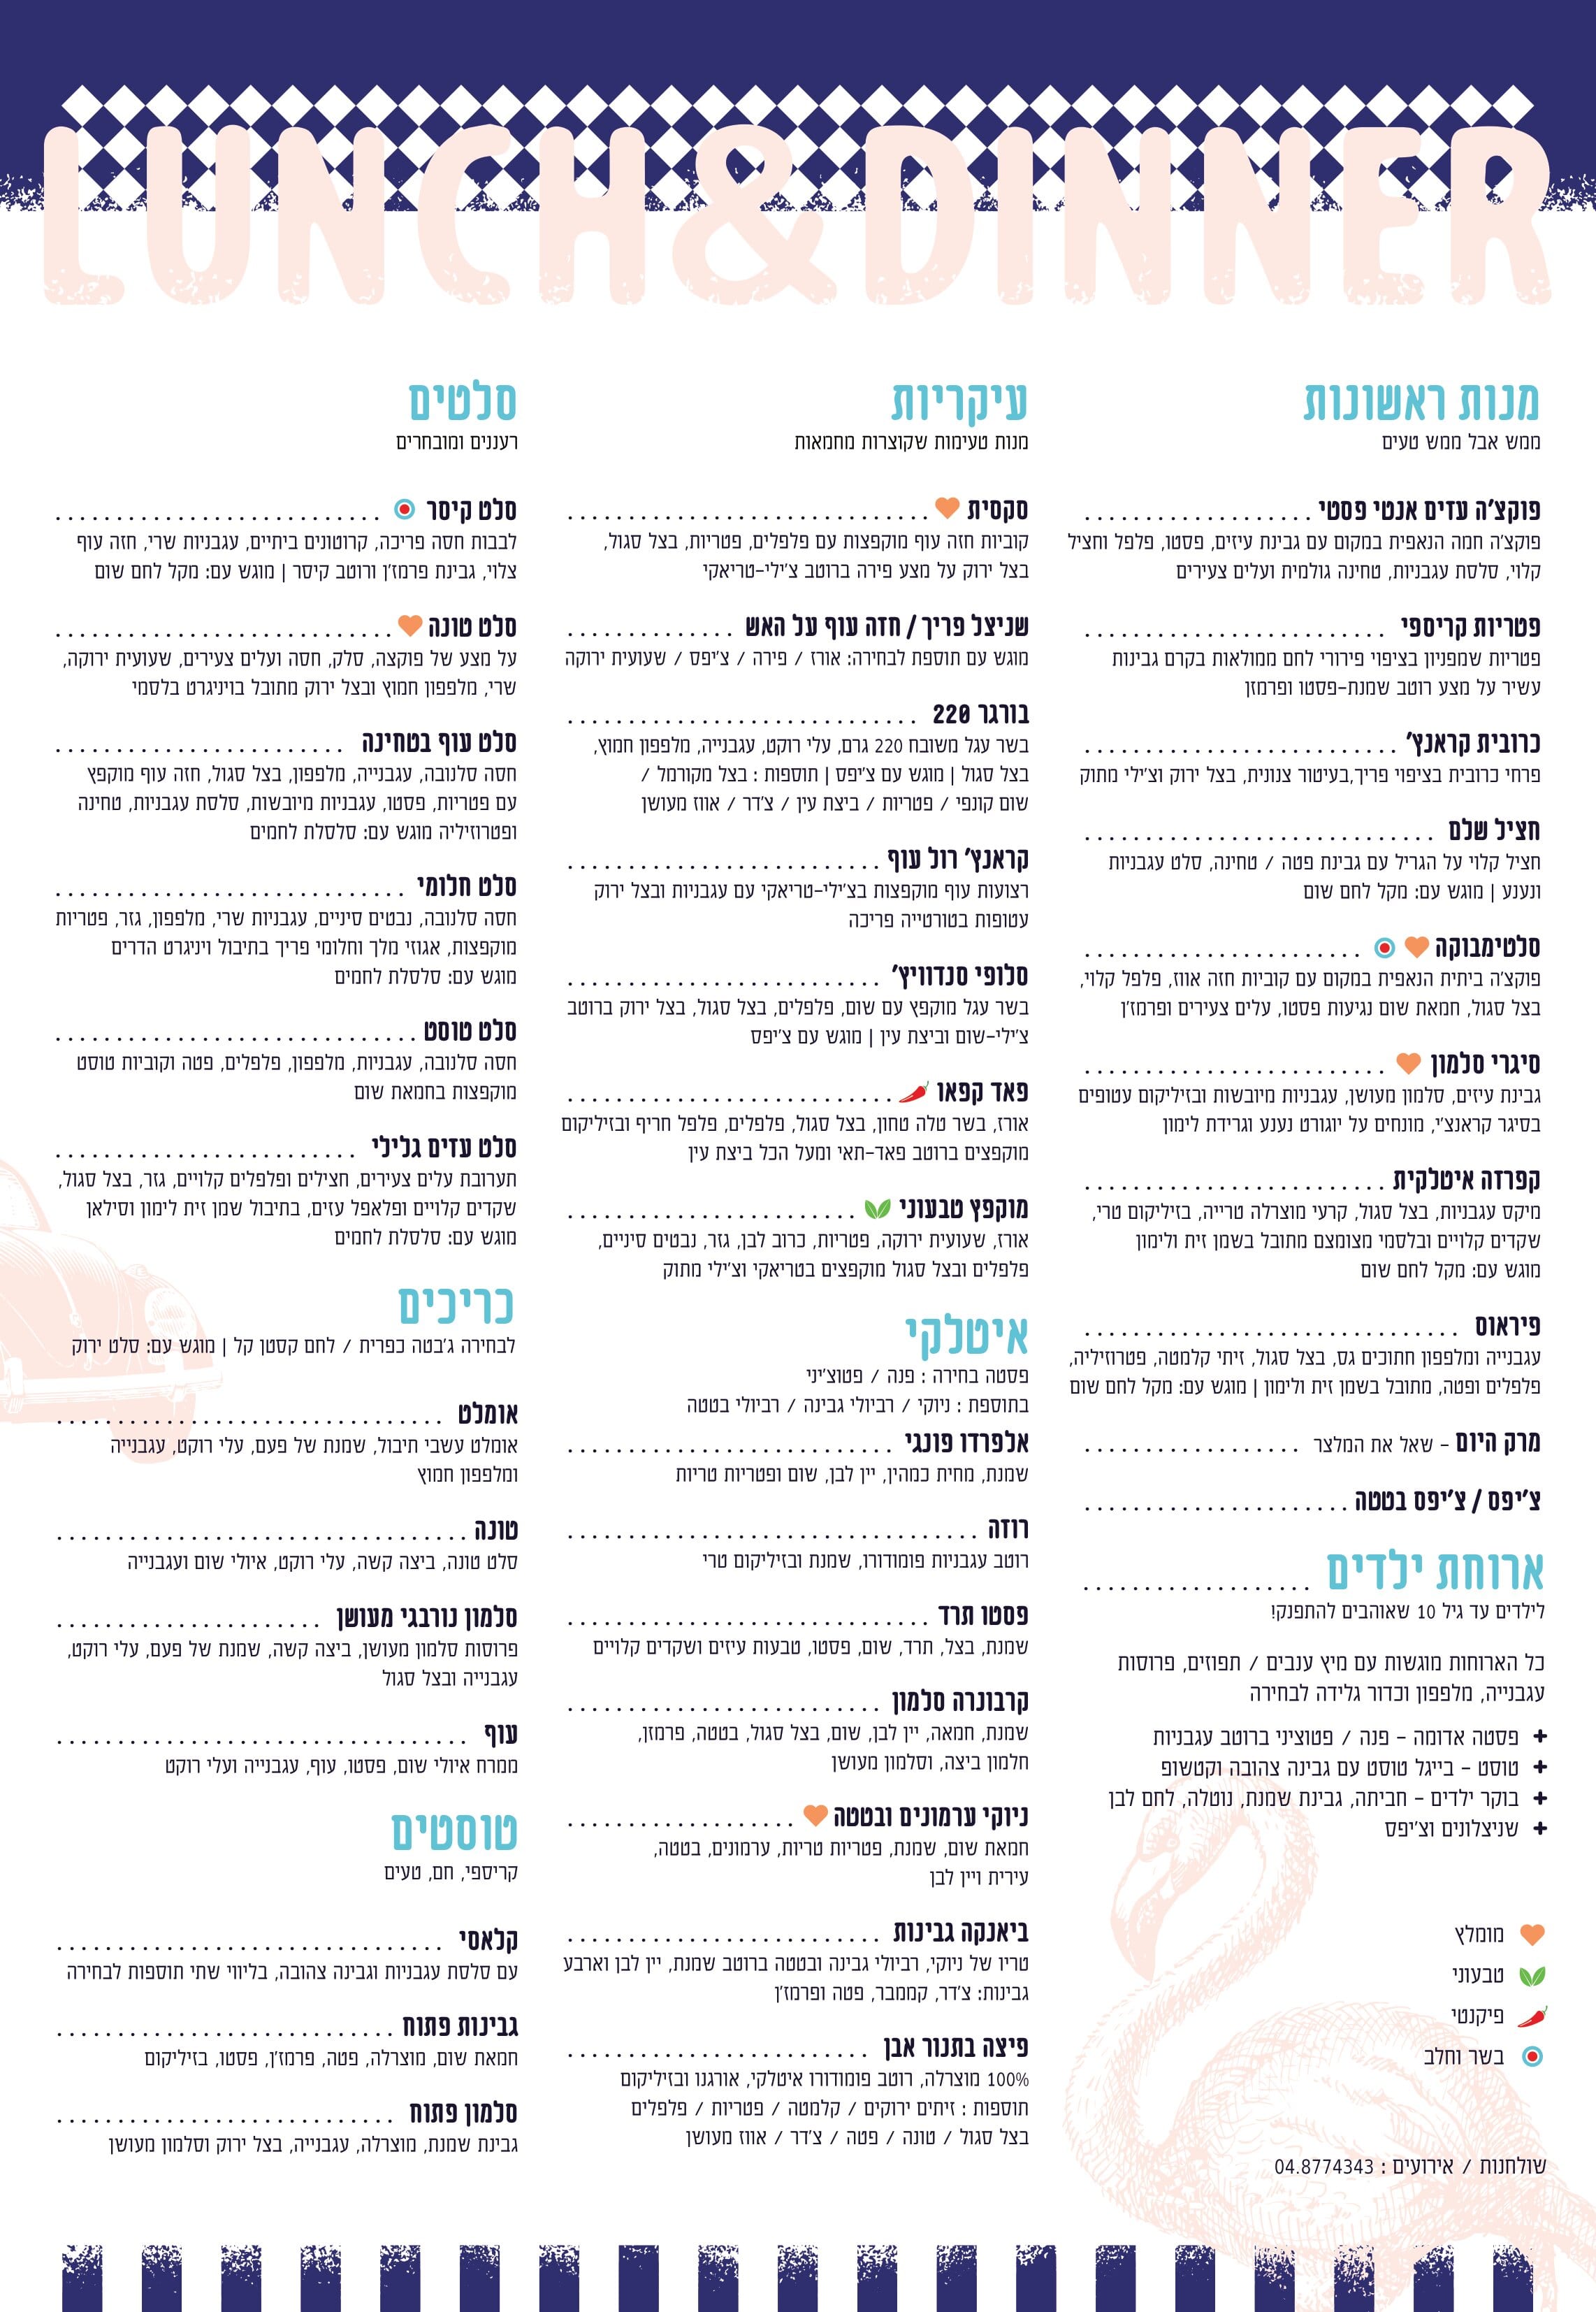 LUNCH&DINNER
מנות ראשונות
ממש אבל ממש טעים
פוקצ'ה עדים אנטי פסטי
פוקצ'ה חמה הנאפית במקום עם גבינת עיזים, פסטו, פלפל וחציל
קלוי, סלסת עגבניות, טחינה גולמית ועלים צעירים
פטריות קריספי
פטריות שמפניון בציפוי פירורי לחם ממולאות בקרם גבינות
עשיר על מצע רוטב שמנת-פסטו ופרמזן
כרובית קראנץ'
פרחי כרובית בציפוי פריך,בעיטור צנונית, בצל ירוק וצ'ילי מתוק
חציל שלם
חציל קלוי על הגריל עם גבינת פטה / טחינה, סלט עגבניות
ונענע | מוגש עם: מקל לחם שום
סלטימבוקה
פוקצ'ה ביתית הנאפית במקום עם קוביות חזה אווז, פלפל קלוי,
בצל סגול, חמאת שום נגיעות פסטו, עלים צעירים ופרמז'ן
סיגרי סלמון
גבינת עיזים, סלמון מעושן, עגבניות מיובשות ובזיליקום עטופים
בסיגר קראנצ'י, מונחים על יוגורט נענע וגרידת לימון
קפרזה איטלקית
מיקס עגבניות, בצל סגול, קרעי מוצרלה טרייה, בזיליקום טרי,
שקדים קלויים ובלסמי מצומצם מתובל בשמן זית ולימון
מוגש עם: מקל לחם שום
פיראוס
עגבנייה ומלפפון חתוכים גס, בצל סגול, זיתי קלמטה, פטרוזיליה,
פלפלים ופטה, מתובל בשמן זית ולימון | מוגש עם: מקל לחם שום
מרק היום - שאל את המלצר
צ'יפס / צ'יפס בטטה
ארוחת ילדים
לילדים עד גיל 10 שאוהבים להתפנק!
כל הארוחות מוגשות עם מיץ ענבים / תפוזים, פרוסות
עגבנייה, מלפפון וכדור גלידה לבחירה
+ פסטה אדומה - פנה / פטוציני ברוטב עגבניות
+ טוסט - בייגל טוסט עם גבינה צהובה וקטשופ
+ בוקר ילדים - חביתה, גבינת שמנת, נוטלה, לחם לבן
+ שניצלונים וצ'יפס
מומלץ
טבעוני
פיקנטי
בשר וחלב
שולחנות / אירועים : 04.8774343
עיקריות
מנות טעימות שקוצרות מחמאות
סקסית
קוביות חזה עוף מוקפצות עם פלפלים, פטריות, בצל סגול,
בצל ירוק על מצע פירה ברוטב צ'ילי-טריאקי
שניצל פריך / חזה עוף על האש
מוגש עם תוספת לבחירה: אורז / פירה / צ'יפס / שעועית ירוקה
בורגר 220
בשר עגל משובח 220 גרם, עלי רוקט, עגבנייה, מלפפון חמוץ,
בצל סגול | מוגש עם צ'יפס | תוספות : בצל מקורמל /
שום קונפי / פטריות / ביצת עין / צ'דר / אווז מעושן
קראנץ' רול עוף
רצועות עוף מוקפצות בצ'ילי-טריאקי עם עגבניות ובצל ירוק
עטופות בטורטייה פריכה
סלופי סנדוויץ'
בשר עגל מוקפץ עם שום, פלפלים, בצל סגול, בצל ירוק ברוטב
צ'ילי-שום וביצת עין | מוגש עם צ'יפס
פאד קפאו
אורז, בשר טלה טחון, בצל סגול, פלפלים, פלפל חריף ובזיליקום
מוקפצים ברוטב פאד-תאי ומעל הכל ביצת עין
מוקפץ טבעוני
אורז, שעועית ירוקה, פטריות, כרוב לבן, גזר, נבטים סיניים,
פלפלים ובצל סגול מוקפצים בטריאקי וצ'ילי מתוק
איטלקי
פסטה בחירה : פנה / פטוצ'יני
בתוספת : ניוקי / רביולי גבינה / רביולי בטטה
אלפרדו פונגי
שמנת, מחית כמהין, יין לבן, שום ופטריות טריות
רוזה
רוטב עגבניות פומודורו, שמנת ובזיליקום טרי
פסטו תרד
שמנת, בצל, תרד, שום, פסטו, טבעות עיזים ושקדים קלויים
קרבונרה סלמון
שמנת, חמאה, יין לבן, שום, בצל סגול, בטטה, פרמזן,
חלמון ביצה, וסלמון מעושן
ניוקי ערמונים ובטטה
חמאת שום, שמנת, פטריות טריות, ערמונים, בטטה,
עירית ויין לבן
ביאנקה גבינות
טריו של ניוקי, רביולי גבינה ובטטה ברוטב שמנת, יין לבן וארבע
גבינות: צ'דר, קממבר, פטה ופרמז'ן
פיצה בתנור אבן
100% מוצרלה, רוטב פומודורו איטלקי, אורגנו ובזיליקום
תוספות : זיתים ירוקים / קלמטה / פטריות / פלפלים
בצל סגול / טונה / פטה / צ'דר / אווז מעושן
סלטים
רעננים ומובחרים
סלט קיסר
לבבות חסה פריכה, קרוטונים ביתיים, עגבניות שרי, חזה עוף
צלוי, גבינת פרמז'ן ורוטב קיסר | מוגש עם: מקל לחם שום
סלט טונה
על מצע של פוקצה, סלק, חסה ועלים צעירים, שעועית ירוקה,
שרי, מלפפון חמוץ ובצל ירוק מתובל בויניגרט בלסמי
סלט עוף בטחינה
חסה סלנובה, עגבנייה, מלפפון, בצל סגול, חזה עוף מוקפץ
עם פטריות, פסטו, עגבניות מיובשות, סלסת עגבניות, טחינה
ופטרוזיליה מוגש עם: סלסלת לחמים
סלט חלומי
חסה סלנובה, נבטים סיניים, עגבניות שרי, מלפפון, גזר, פטריות
מוקפצות, אגוזי מלך וחלומי פריך בתיבול ויניגרט הדרים
מוגש עם: סלסלת לחמים
סלט טוסט
חסה סלנובה, עגבניות, מלפפון, פלפלים, פטה וקוביות טוסט
מוקפצות בחמאת שום
סלט עזים גלילי
תערובת עלים צעירים, חצילים ופלפלים קלויים, גזר, בצל סגול,
שקדים קלויים ופלאפל עזים, בתיבול שמן זית לימון וסילאן
מוגש עם: סלסלת לחמים
כריכים
לבחירה ג'בטה כפרית / לחם קסטן קל | מוגש עם: סלט ירוק
אומלט
אומלט עשבי תיבול, שמנת של פעם, עלי רוקט, עגבנייה
ומלפפון חמוץ
טונה
סלט טונה, ביצה קשה, עלי רוקט, איולי שום ועגבנייה
סלמון נורבגי מעושן
פרוסות סלמון מעושן, ביצה קשה, שמנת של פעם, עלי רוקט,
עגבנייה ובצל סגול
עוף
ממרח איולי שום, פסטו, עוף, עגבנייה ועלי רוקט
טוסטים
קריספי, חם, טעים
קלאסי
עם סלסת עגבניות וגבינה צהובה, בליווי שתי תוספות לבחירה
גבינות פתוח
חמאת שום, מוצרלה, פטה, פרמז'ן, פסטו, בזיליקום
סלמון פתוח
גבינת שמנת, מוצרלה, עגבנייה, בצל ירוק וסלמון מעושן